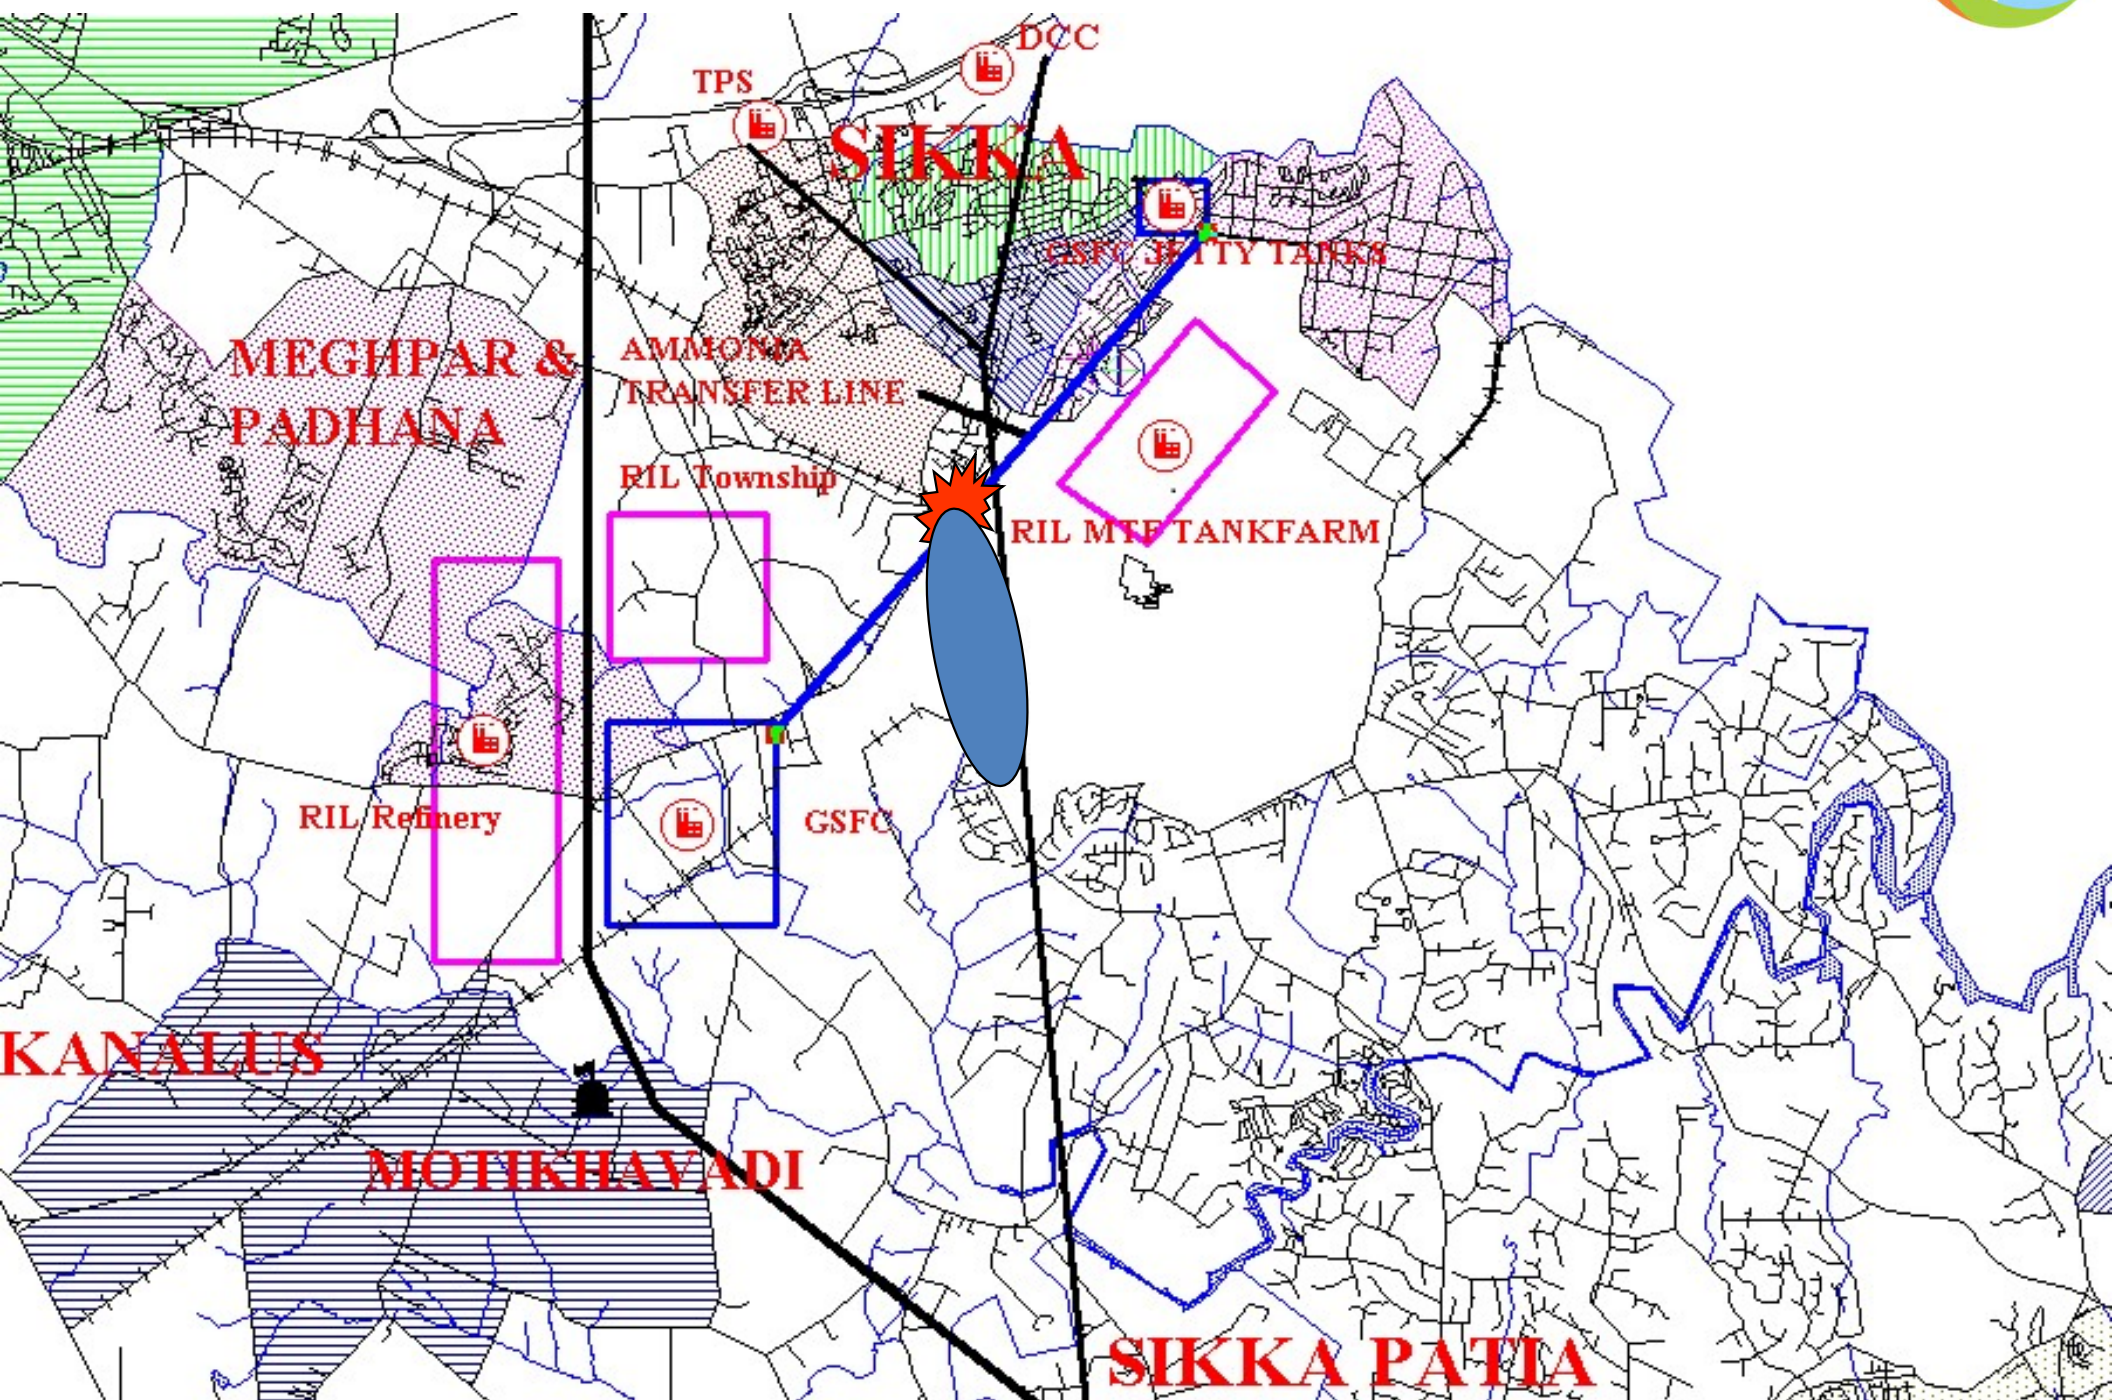 DCC
TPS
SIKKA
GSFC JETTY TANKS
MEGHPAR &
PADHANA
AMMONIA
TRANSFER LINE
RIL Township
RIL MTF TANKFARM
RIL Refinery
GSFC
KANALUS
MOTIKHAVADI
SIKKA PATIA